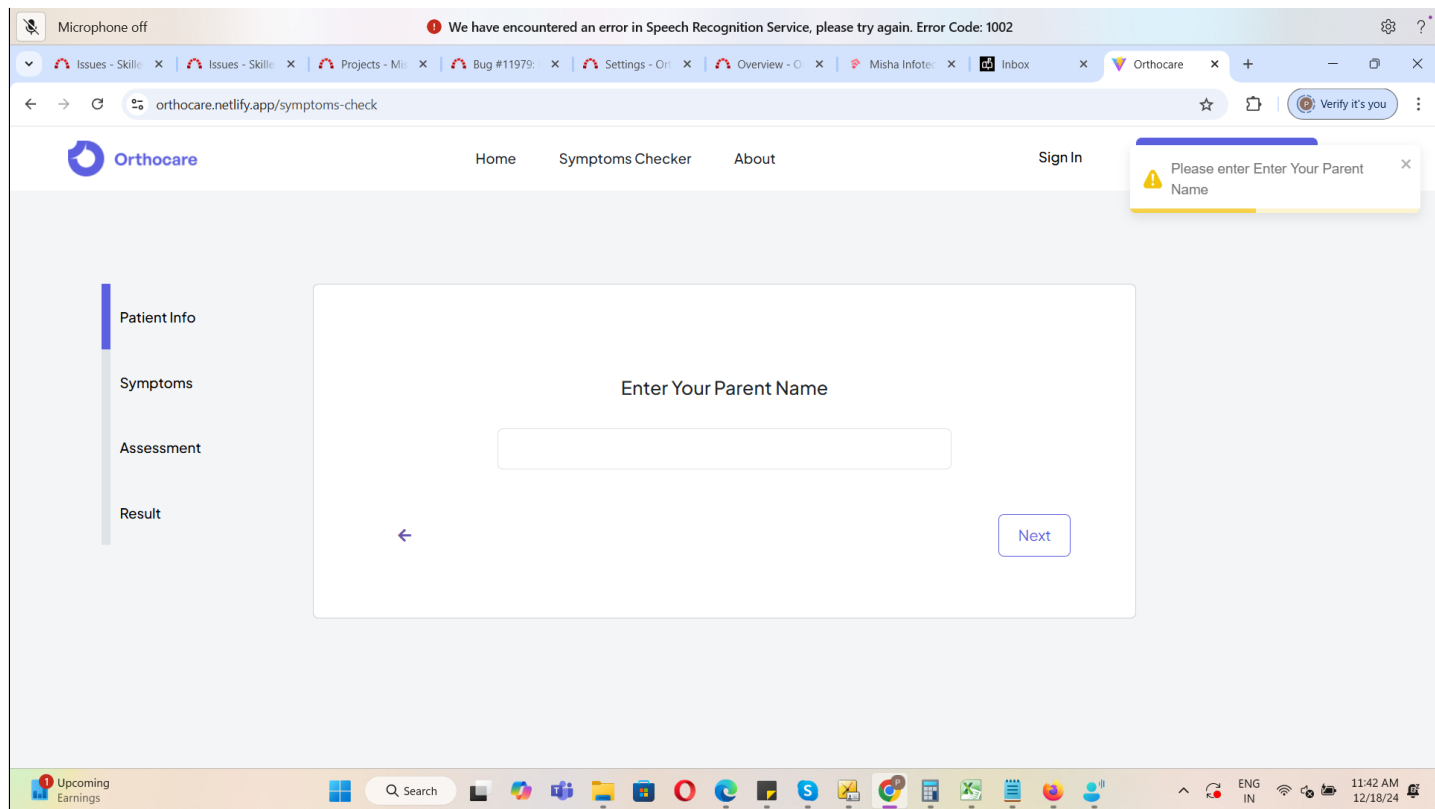 Microphone off
We have encountered an error in Speech Recognition Service, please try again. Error Code: 1002
?
Issues - Skille
Issues - Skille
Projects - Mis
Bug #11979:
Settings - Ort
Overview - O
Misha Infotec
Inbox
Orthocare
orthocare.netlify.app/symptoms-check
P
Verify it's you
Orthocare
Home
Symptoms Checker
About
Sign In
Please enter Enter Your Parent
Name
Patient Info
Symptoms
Assessment
Result
Enter Your Parent Name
Next
1
Upcoming
Earnings
Search
P
ENG
IN
11:42 AM
12/18/24